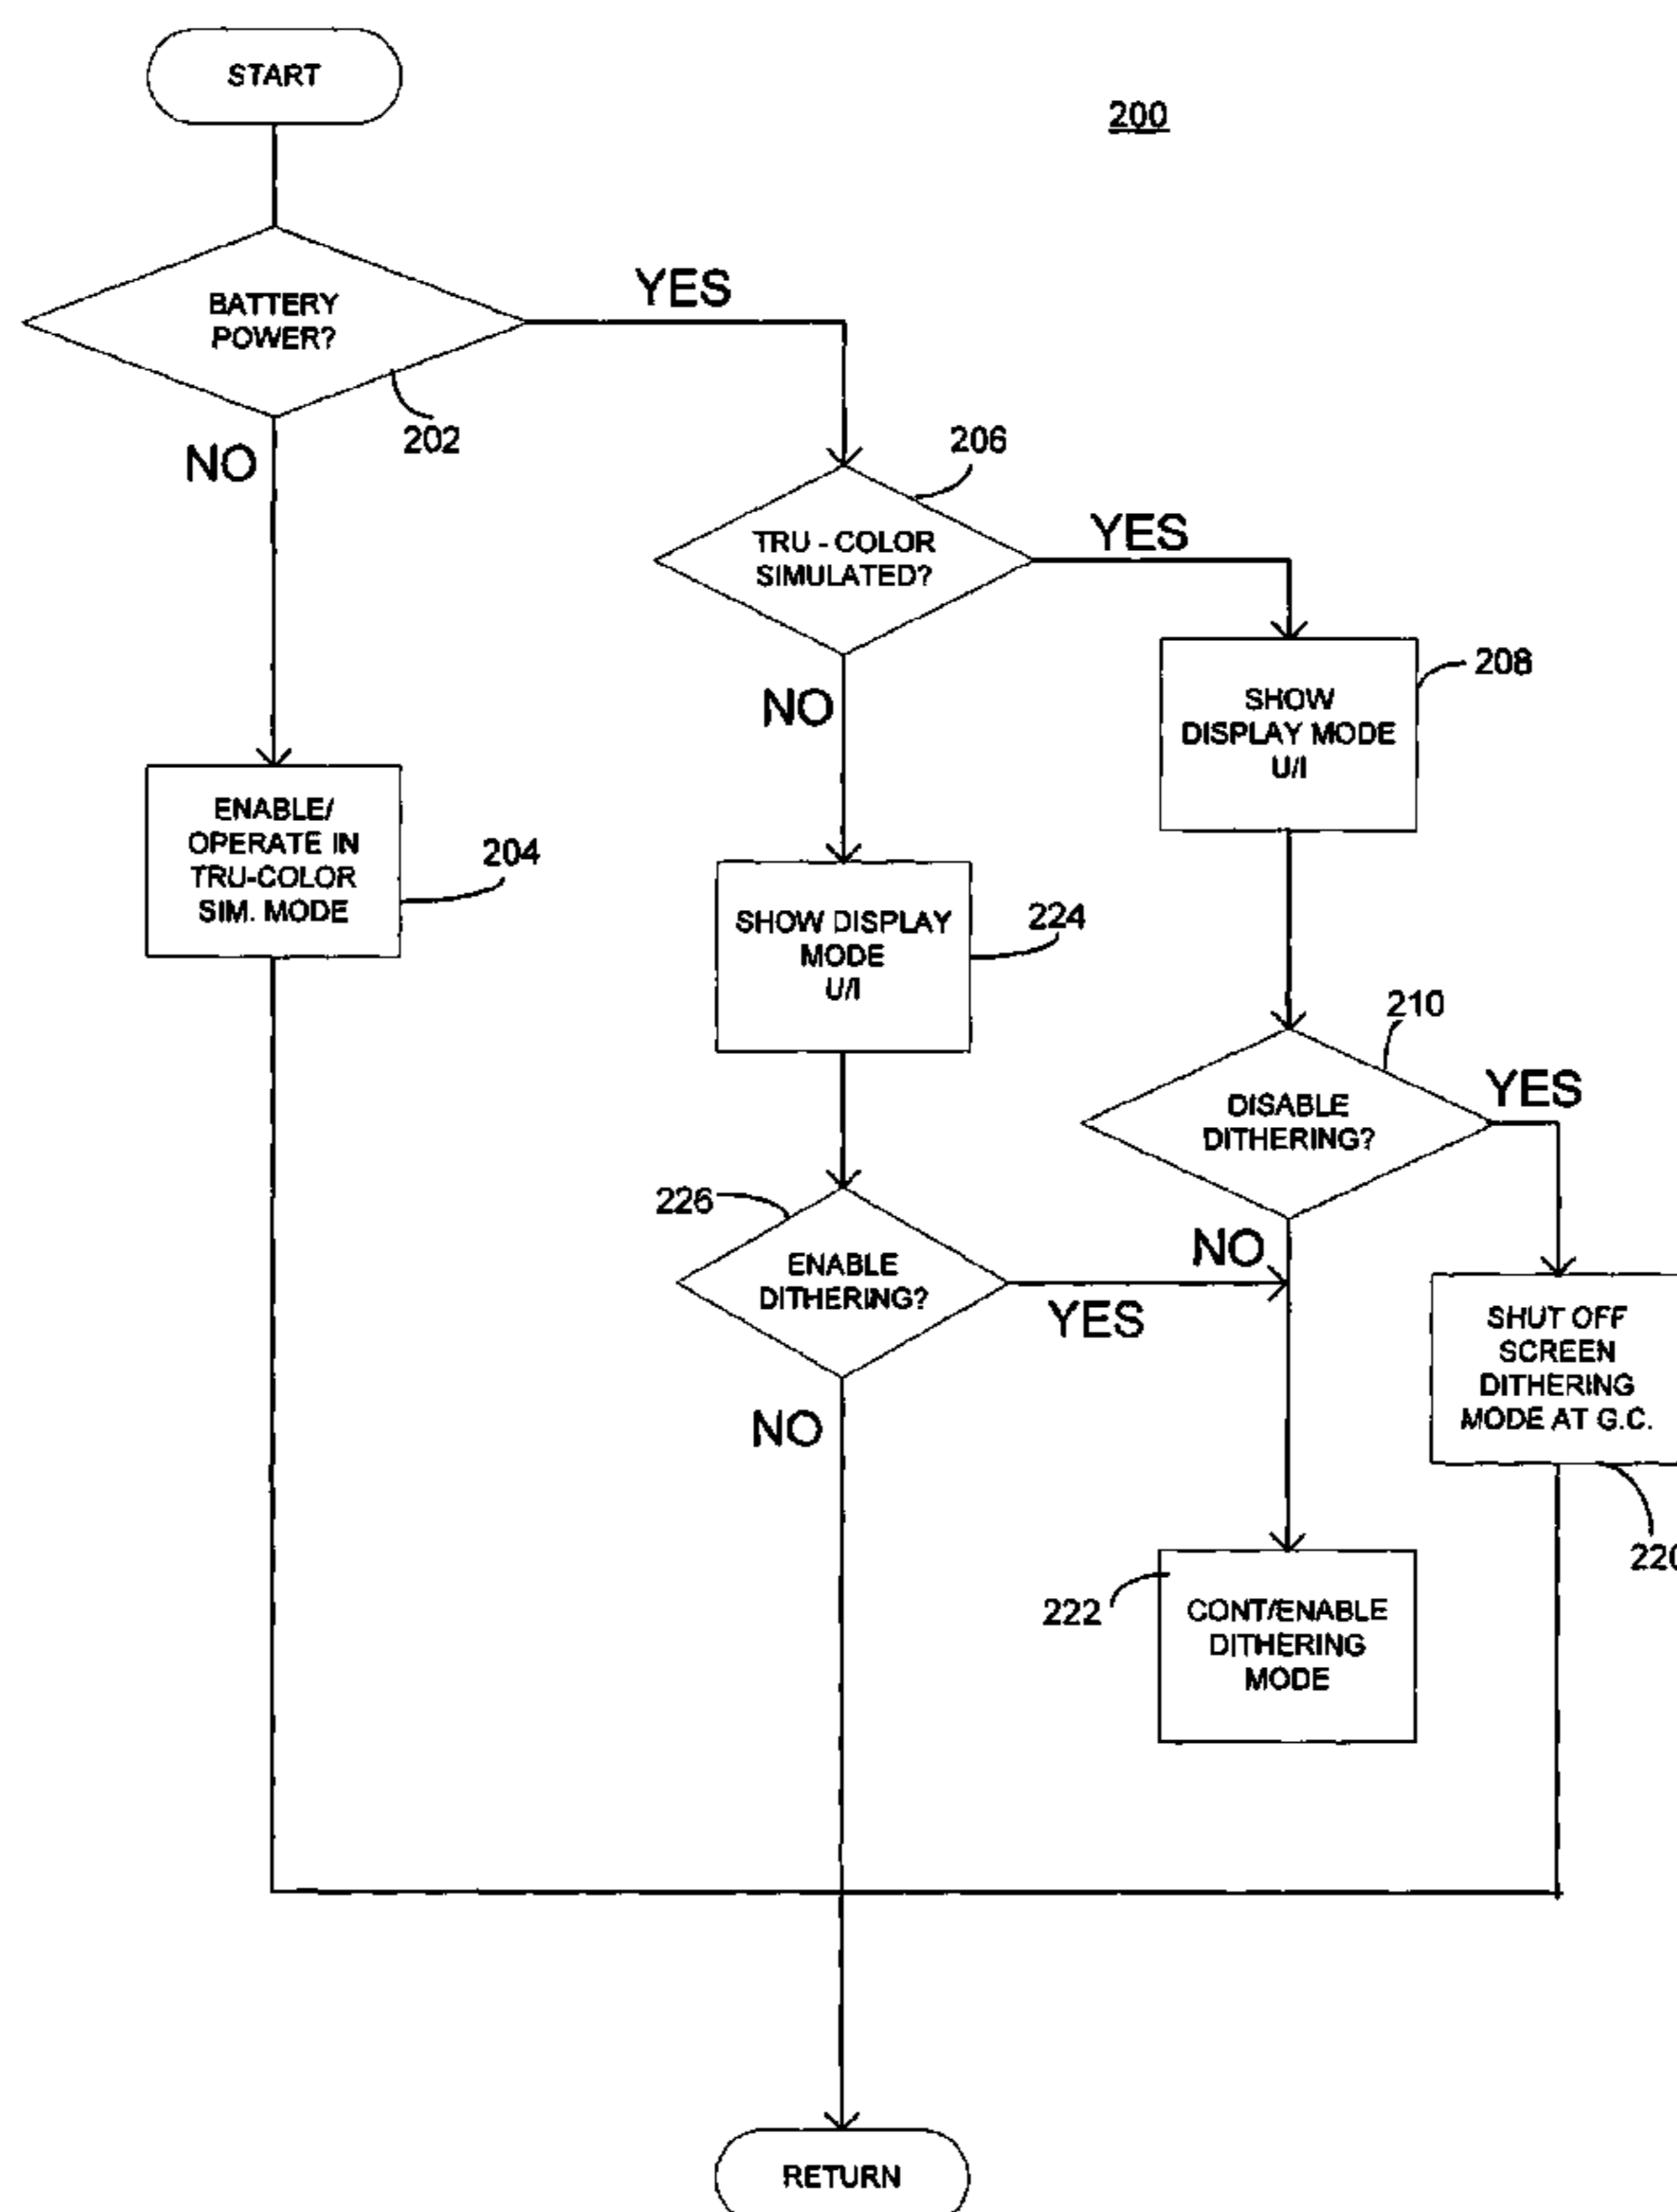 START
200
BATTERY
POWER?
YES
202
NO
206
TRU - COLOR
SIMULATED?
YES
208
SHOW
DISPLAY MODE
U/I
NO
ENABLE/
OPERATE IN
TRU-COLOR
SIM. MODE
204
SHOW DISPLAY
MODE
U/I
224
210
DISABLE
DITHERING?
YES
226
ENABLE
DITHERING?
NO
YES
SHUT OFF
SCREEN
DITHERING
MODE AT G.C.
NO
220
222
CONT/ENABLE
DITHERING
MODE
RETURN